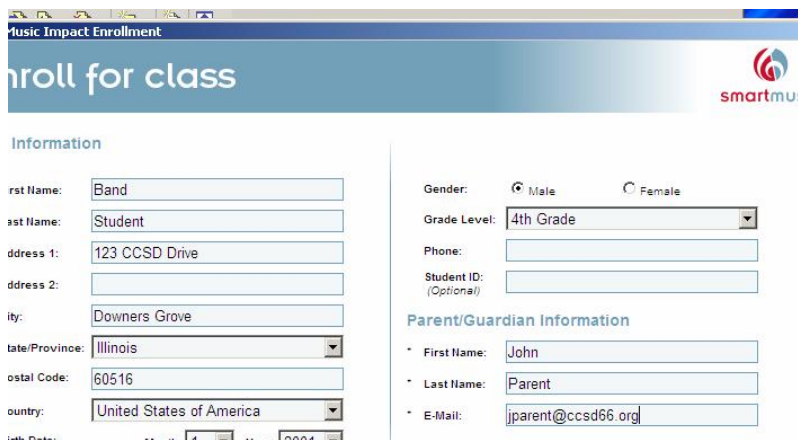 Music Impact Enrollment
nroll for class
smartmus
Information
irst Name: Band
ast Name: Student
ddress 1: 123 CCSD Drive
ddress 2:
ity: Downers Grove
tate/Province: Illinois
ostal Code: 60516
ountry: United States of America
Gender: Male Female
Grade Level: 4th Grade
Phone:
Student ID:
(Optional)
Parent/Guardian Information
* First Name: John
* Last Name: Parent
* E-Mail: jparent@ccsd66.org